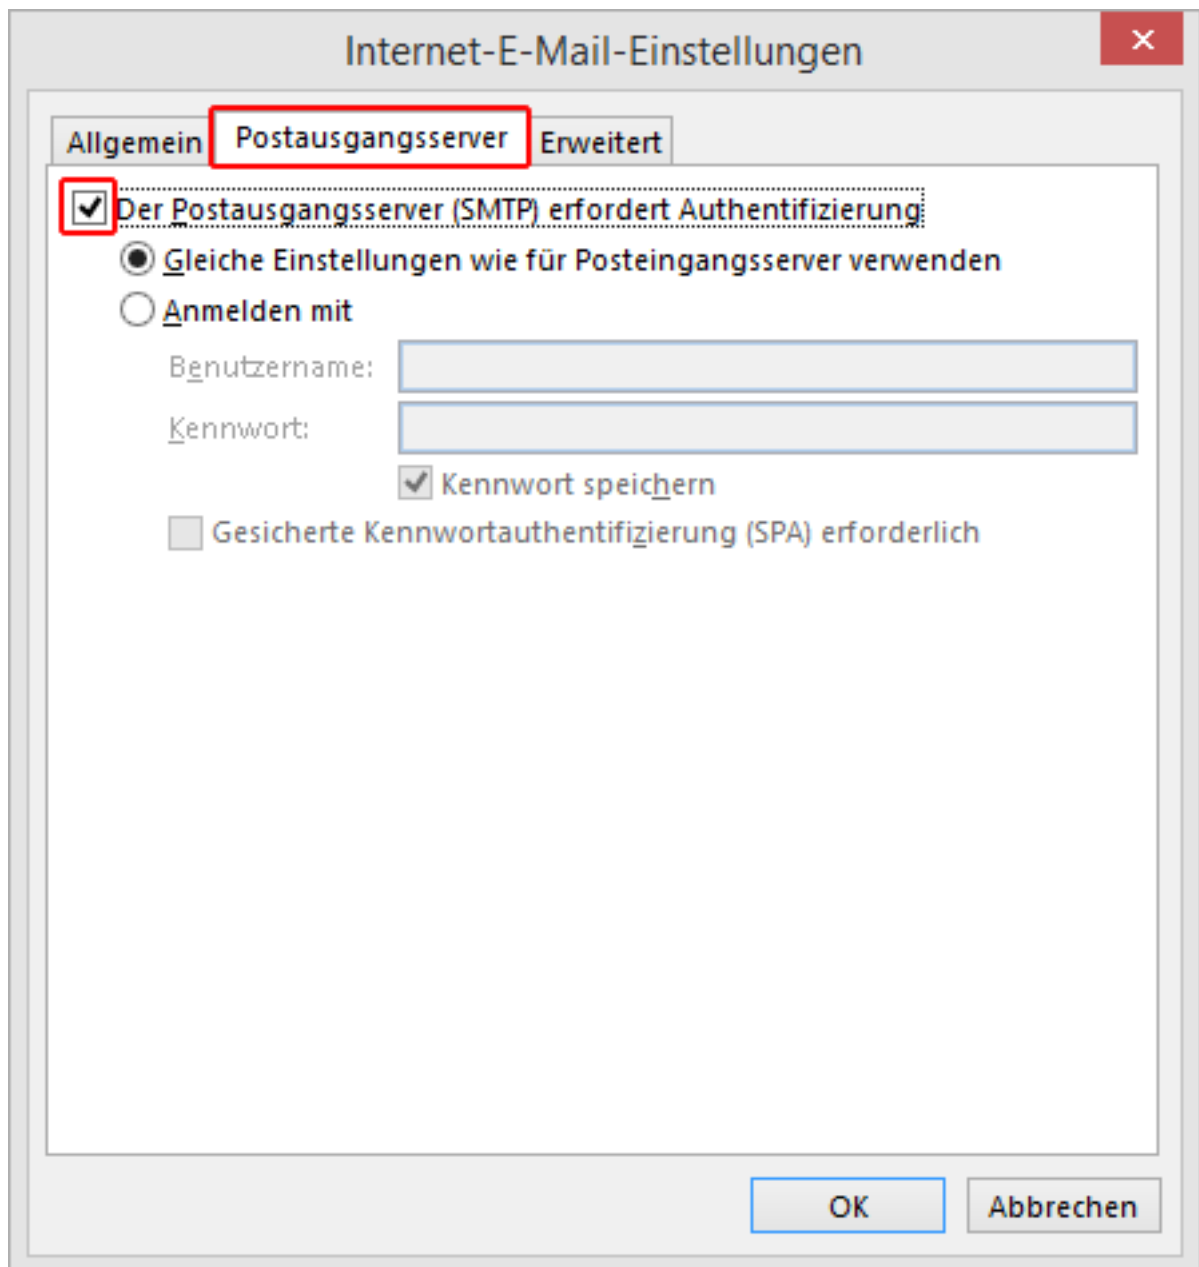 Internet-E-Mail-Einstellungen
Allgemein Postausgangsserver Erweitert
Der Postausgangsserver (SMTP) erfordert Authentifizierung
Gleiche Einstellungen wie für Posteingangsserver verwenden
Anmelden mit
Benutzername:
Kennwort:
Kennwort speichern
Gesicherte Kennwortauthentifizierung (SPA) erforderlich
OK Abbrechen